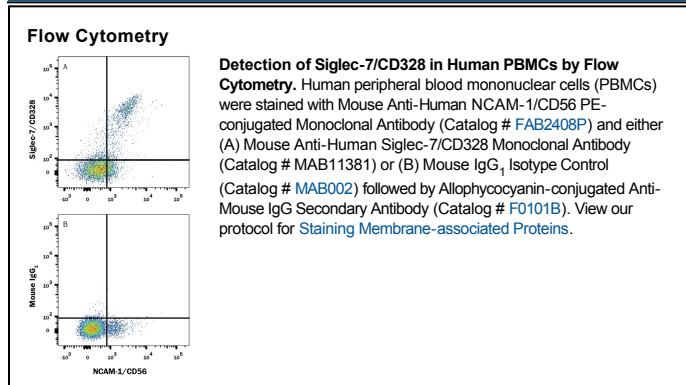 Flow Cytometry
Detection of Siglec-7/CD328 in Human PBMCs by Flow
Cytometry. Human peripheral blood mononuclear cells (PBMCs)
were stained with Mouse Anti-Human NCAM-1/CD56 PE-
conjugated Monoclonal Antibody (Catalog # FAB2408P) and either
(A) Mouse Anti-Human Siglec-7/CD328 Monoclonal Antibody
(Catalog # MAB11381) or (B) Mouse IgG₁ Isotype Control
(Catalog # MAB002) followed by Allophycocyanin-conjugated Anti-
Mouse IgG Secondary Antibody (Catalog # F0101B). View our
protocol for Staining Membrane-associated Proteins.
A
Siglec-7/CD328
10⁵
10⁴
10³
10²
0
-10³ 0 10³ 10⁴ 10⁵
B
Mouse IgG₁
10⁵
10⁴
10³
10²
0
-10³ 0 10³ 10⁴ 10⁵
NCAM-1/CD56